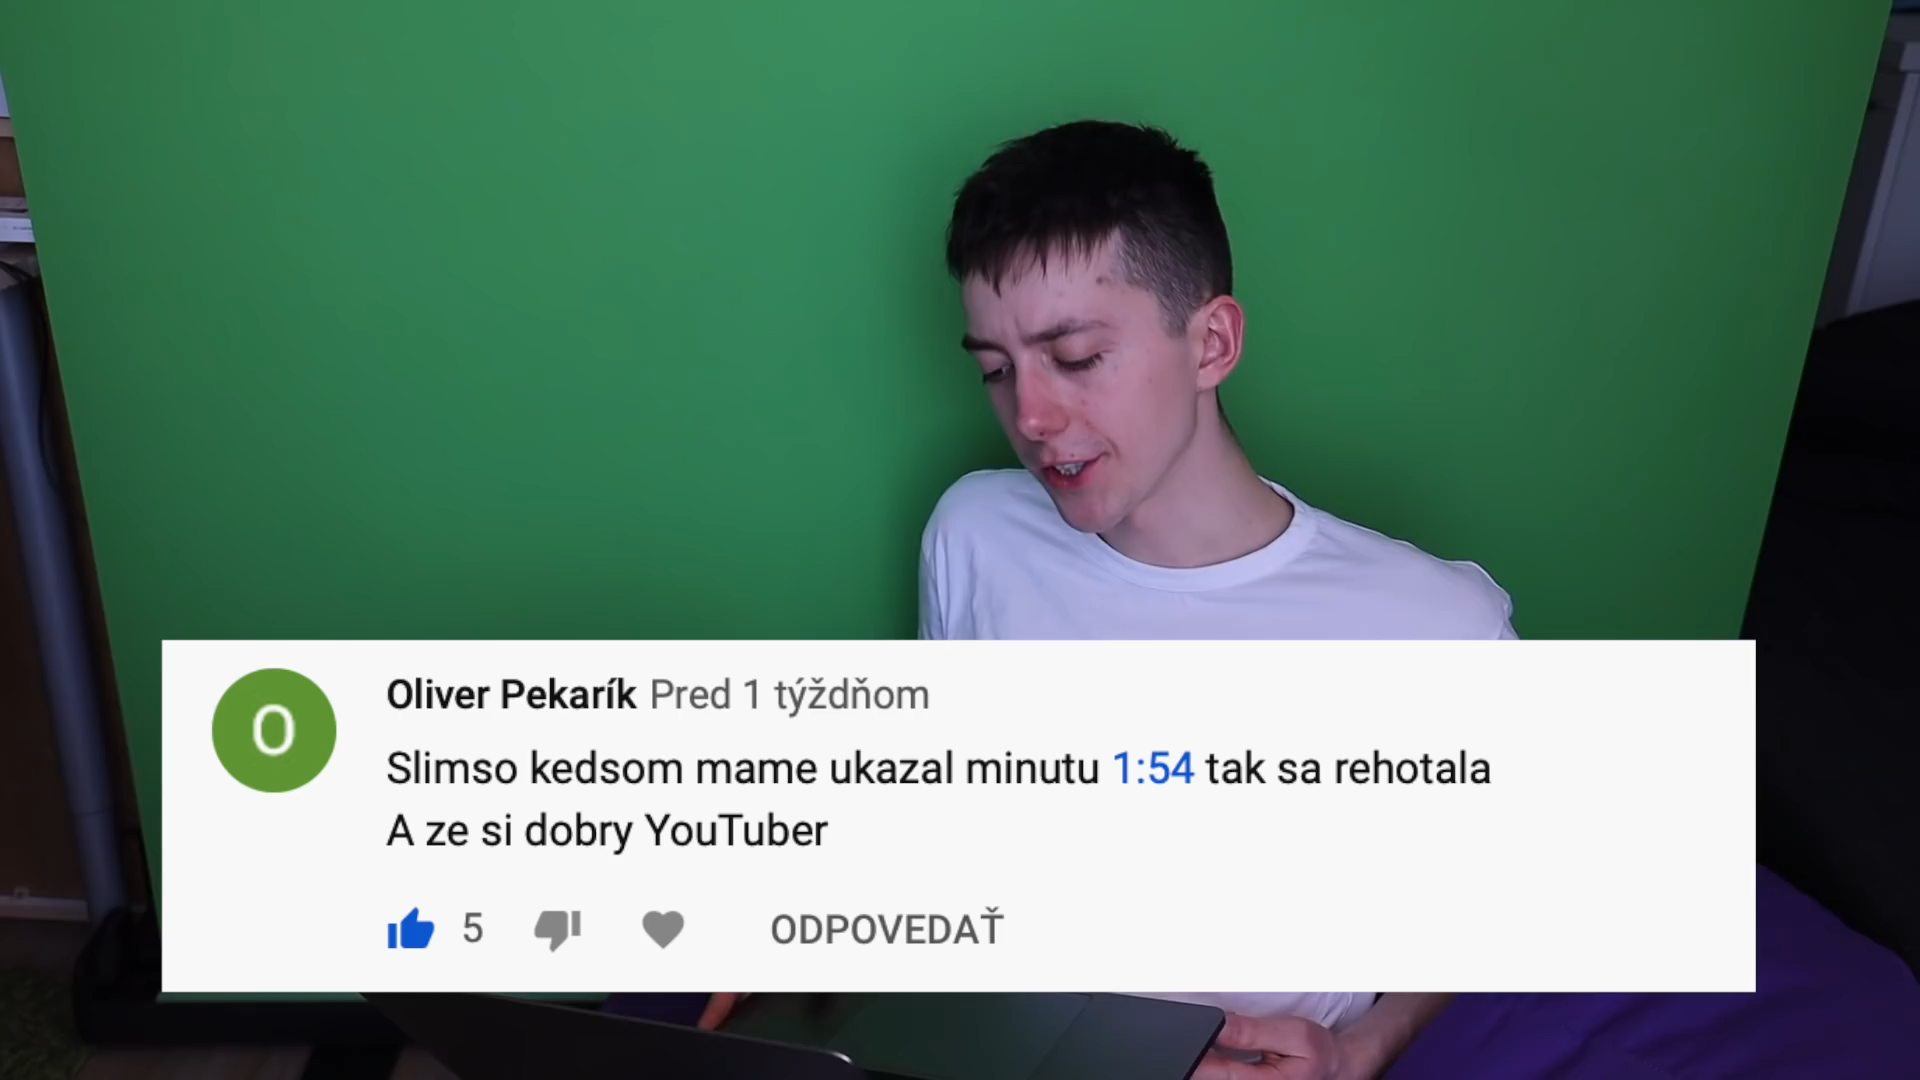 O
Oliver Pekarík Pred 1 týždňom
Slimso kedsom mame ukazal minutu 1:54 tak sa rehotala
A ze si dobry YouTuber
5 ODPOVEDAŤ